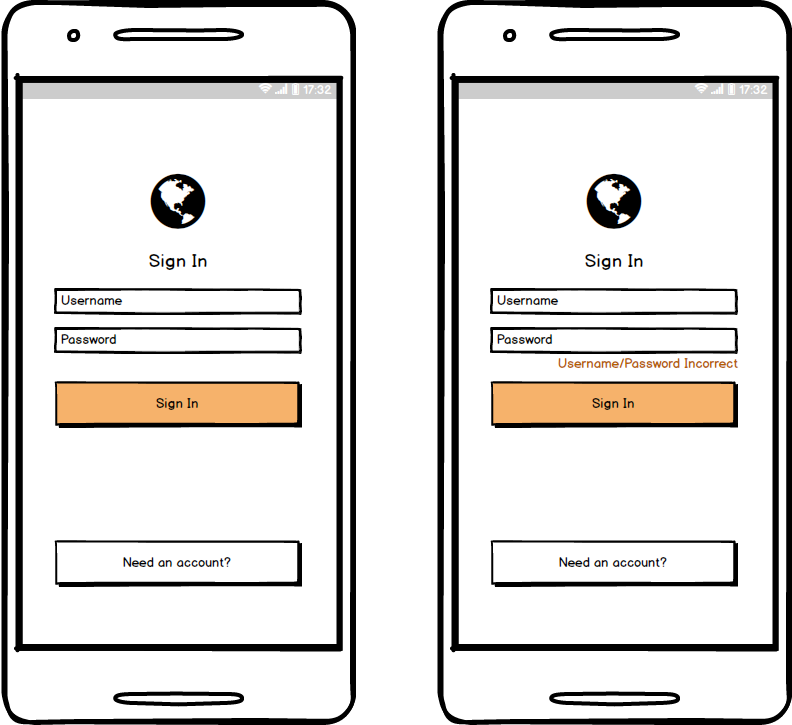 17:32
Sign In
Username
Password
Sign In
Need an account?
17:32
Sign In
Username
Password
Username/Password Incorrect
Sign In
Need an account?